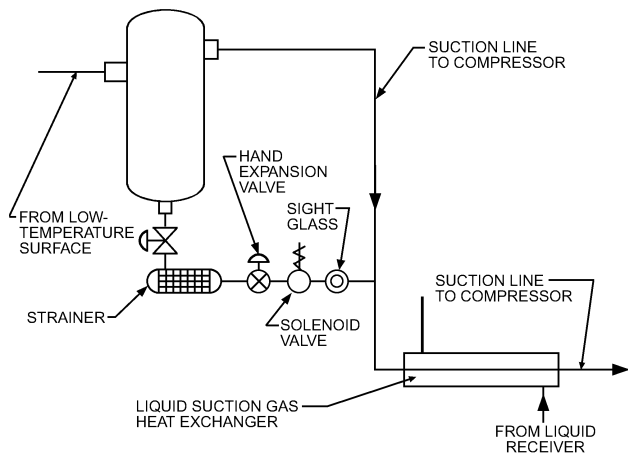 SUCTION LINE
TO COMPRESSOR
HAND
EXPANSION
VALVE
SIGHT
GLASS
FROM LOW-
TEMPERATURE
SURFACE
STRAINER
SOLENOID
VALVE
SUCTION LINE
TO COMPRESSOR
LIQUID SUCTION GAS
HEAT EXCHANGER
FROM LIQUID
RECEIVER